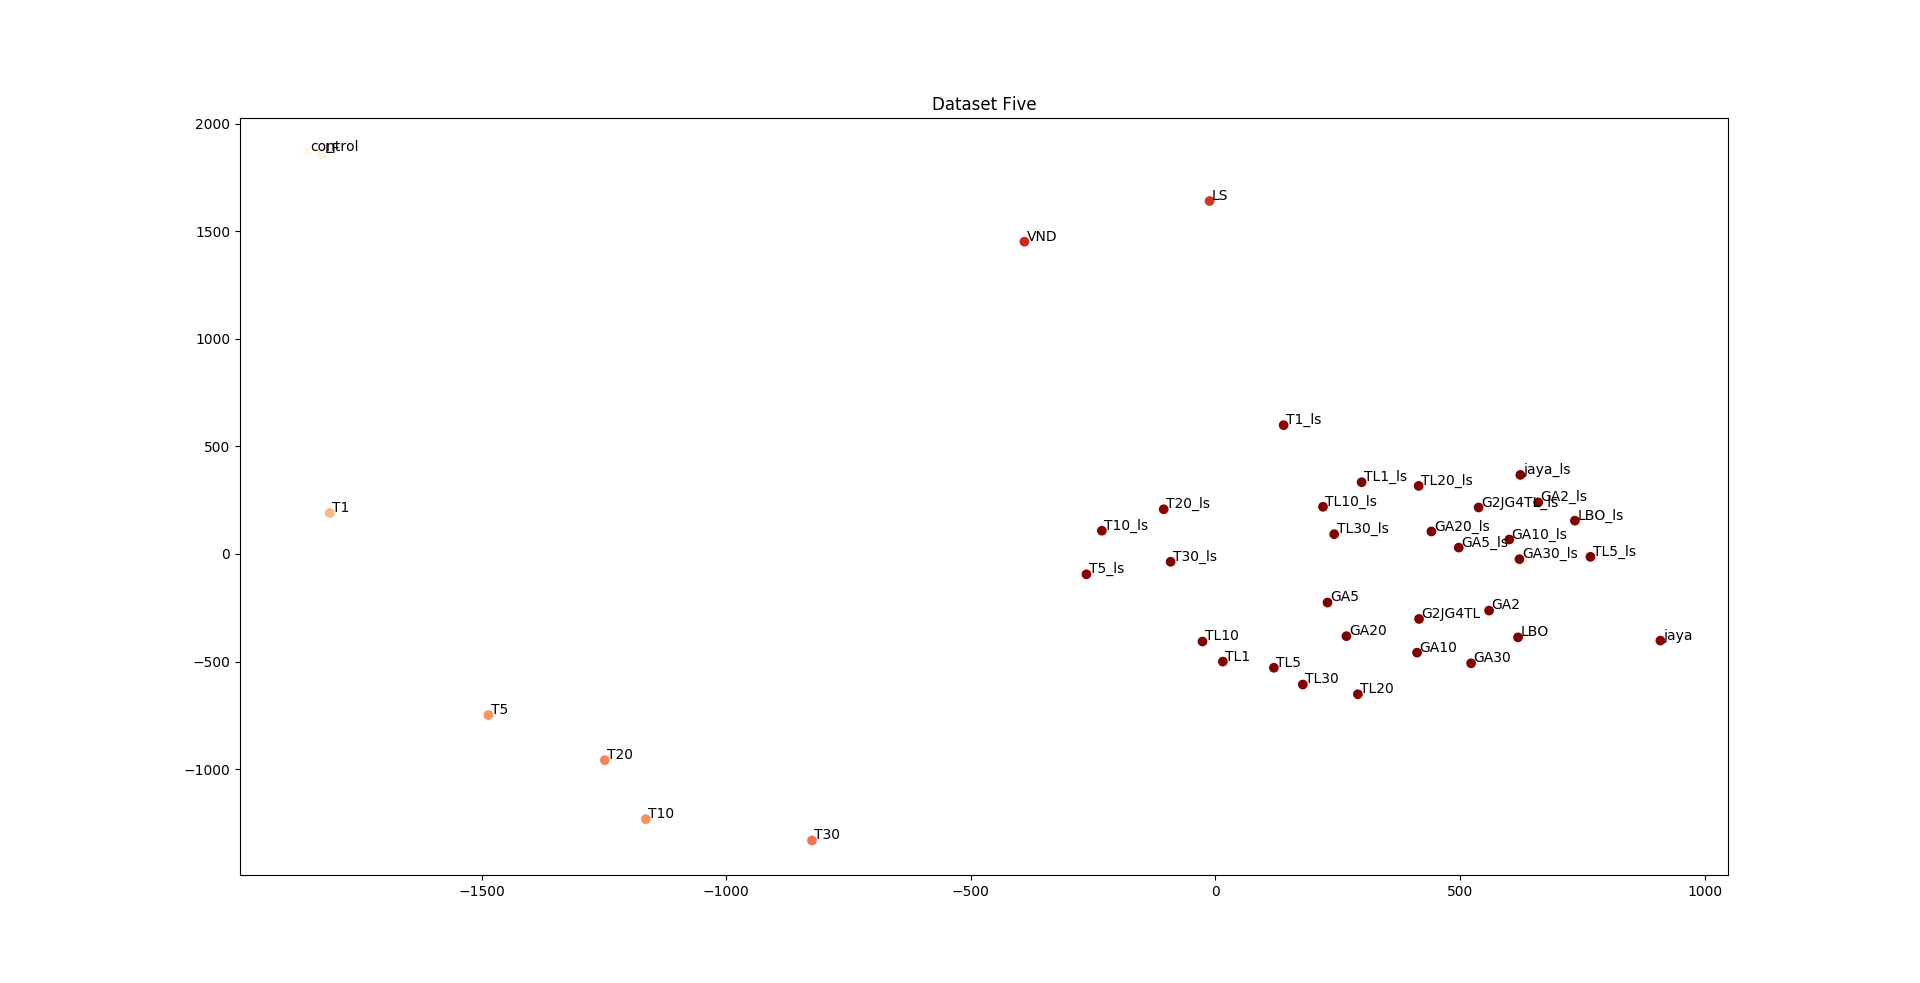 Dataset Five
2000
control
LF
LS
1500
VND
1000
500
T1_ls
jaya_ls
TL1_ls
TL20_ls
GA2_ls
T1
T20_ls
TL10_ls
G2JG4TL_ls
LBO_ls
T10_ls
TL30_ls
GA20_ls
GA10_ls
GA5_ls
0
T30_ls
GA30_ls
TL5_ls
T5_ls
GA5
GA2
G2JG4TL
GA20
LBO
jaya
TL10
GA10
−500
TL1
TL5
GA30
TL30
TL20
T5
T20
−1000
T10
T30
−1500
−1000
−500
0
500
1000